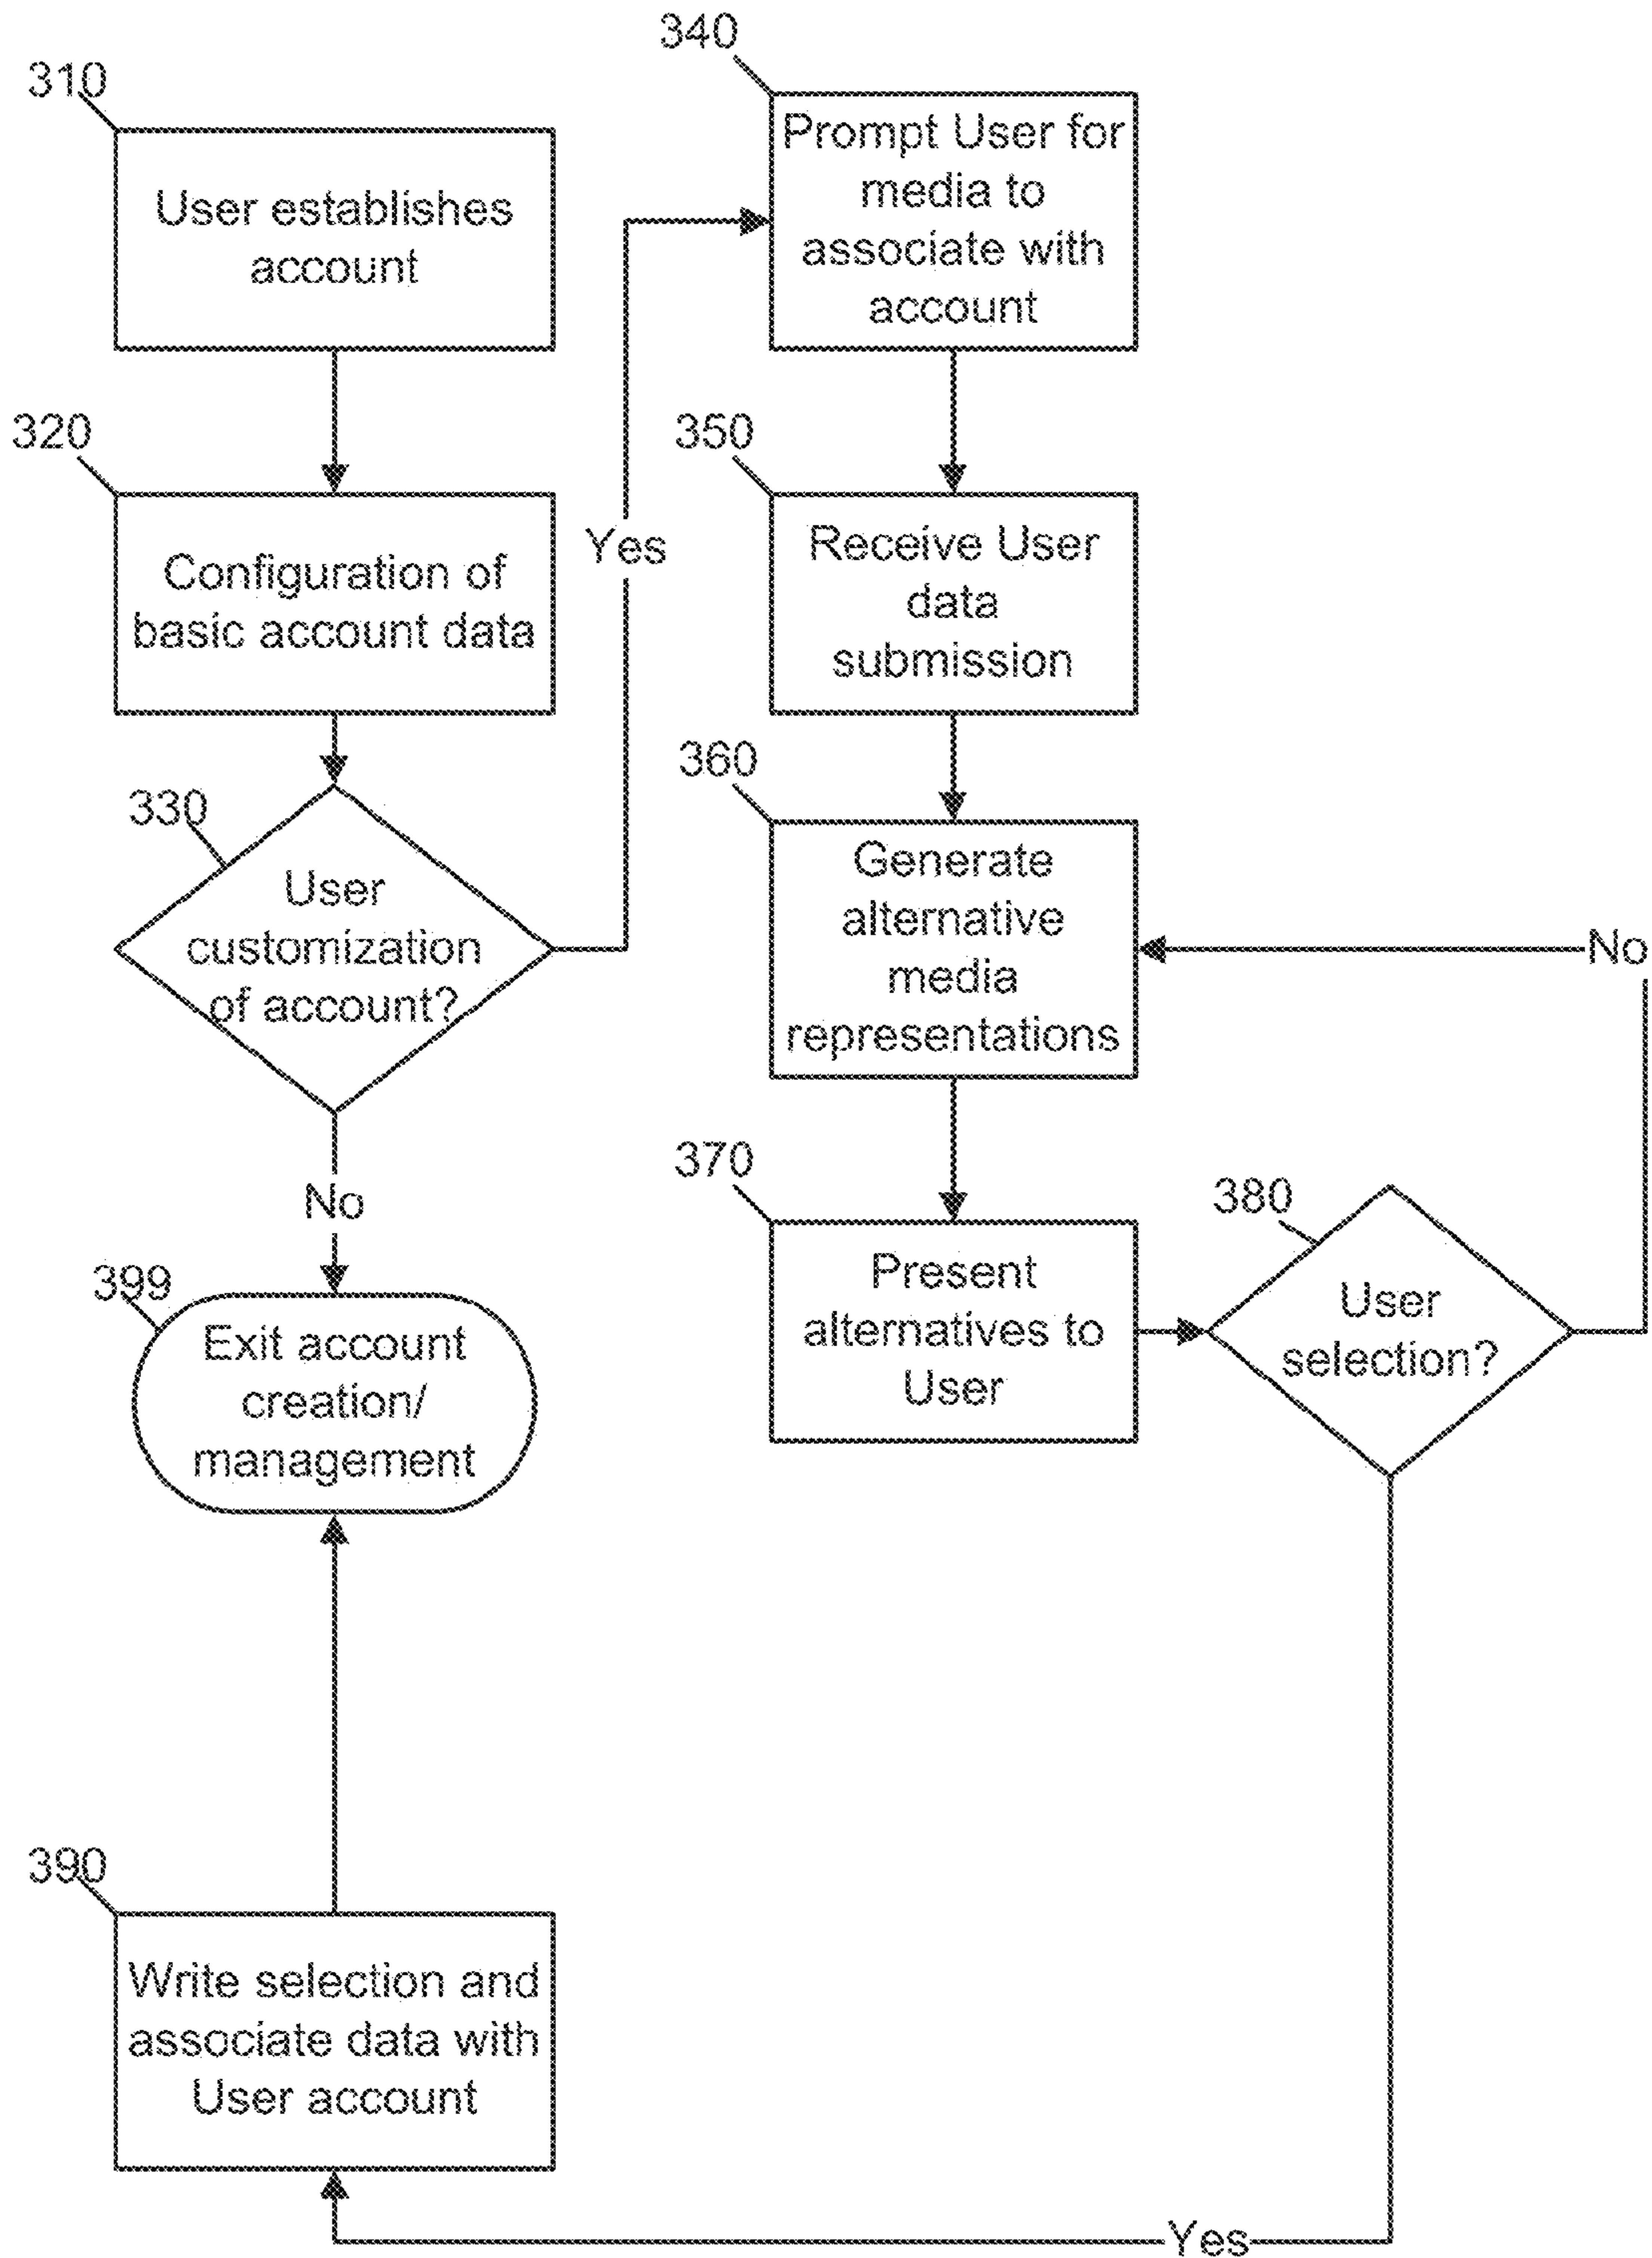 310
User establishes
account
320
Configuration of
basic account data
330
User
customization
of account?
Yes
No
399
Exit account
creation/
management
340
Prompt User for
media to
associate with
account
350
Receive User
data
submission
360
Generate
alternative
media
representations
No
370
Present
alternatives to
User
380
User
selection?
390
Write selection and
associate data with
User account
Yes